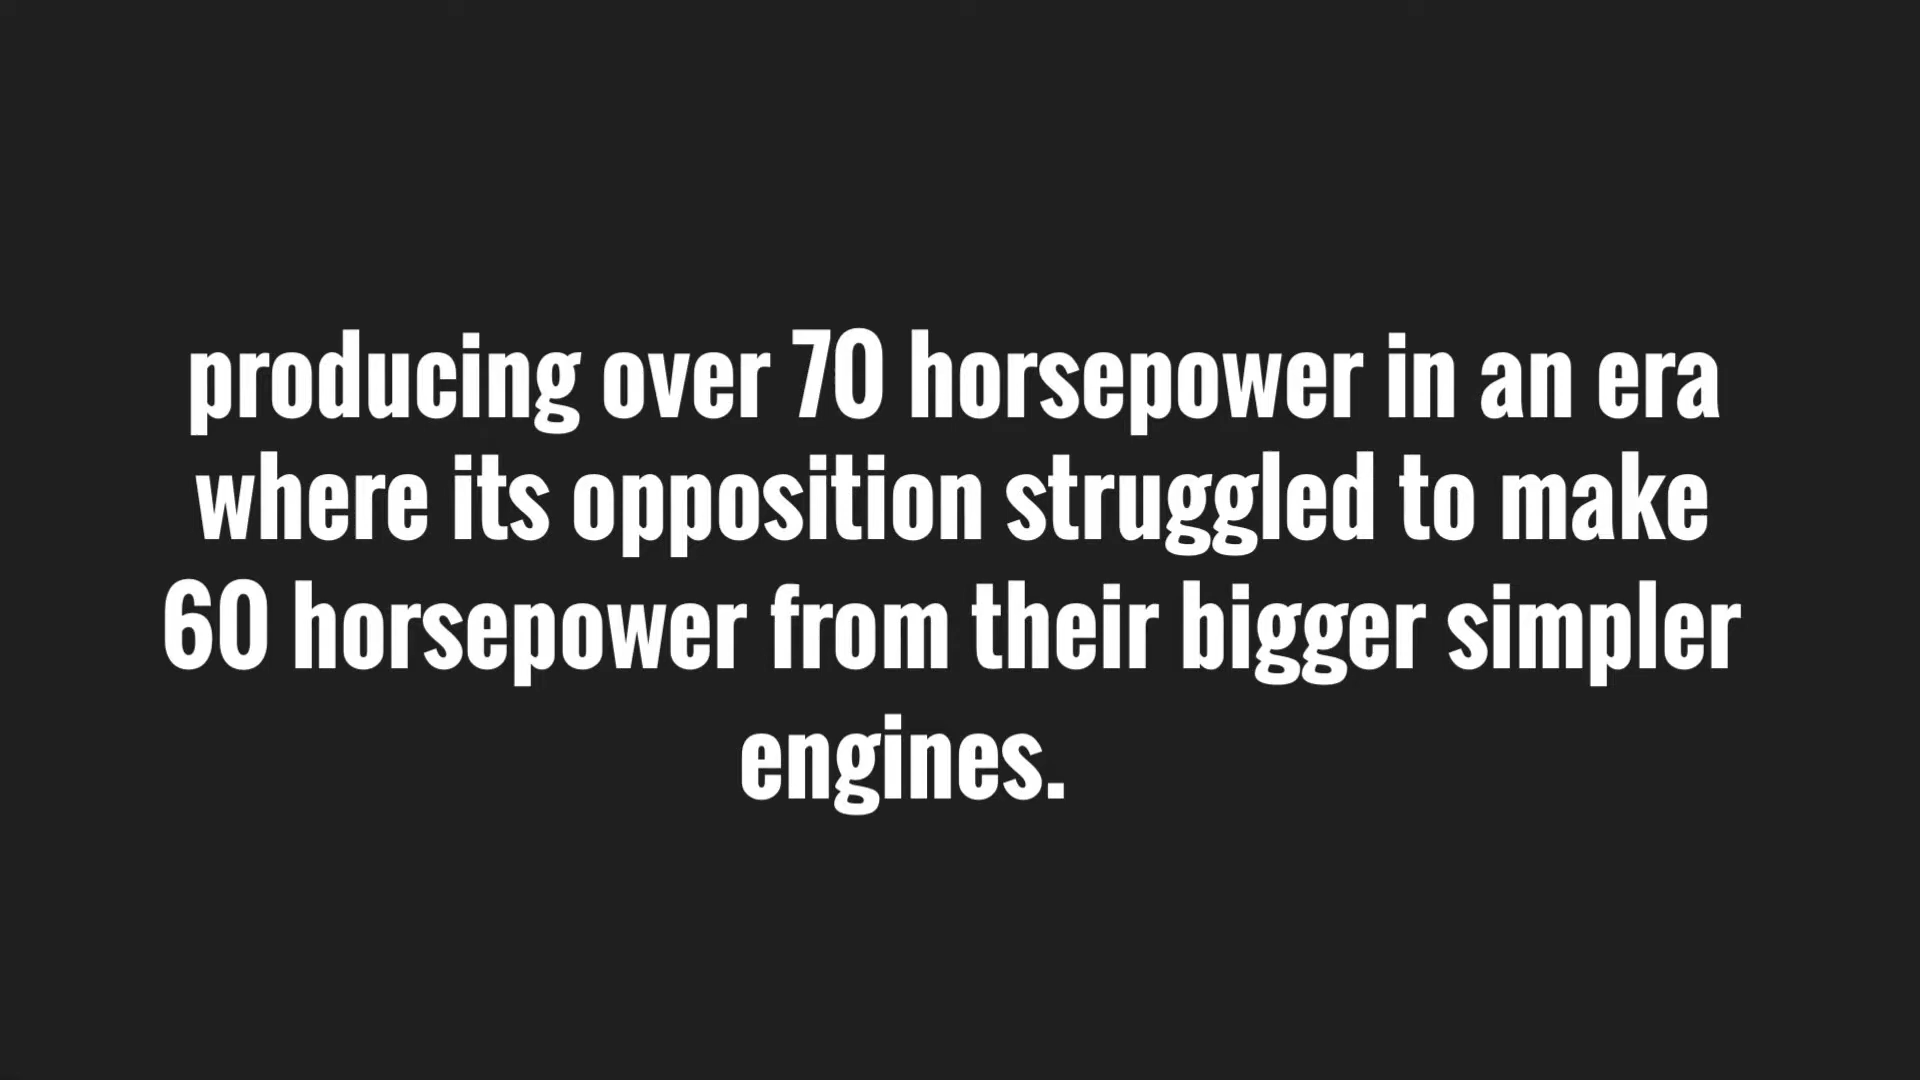 producing over 70 horsepower in an era
where its opposition struggled to make
60 horsepower from their bigger simpler
engines.